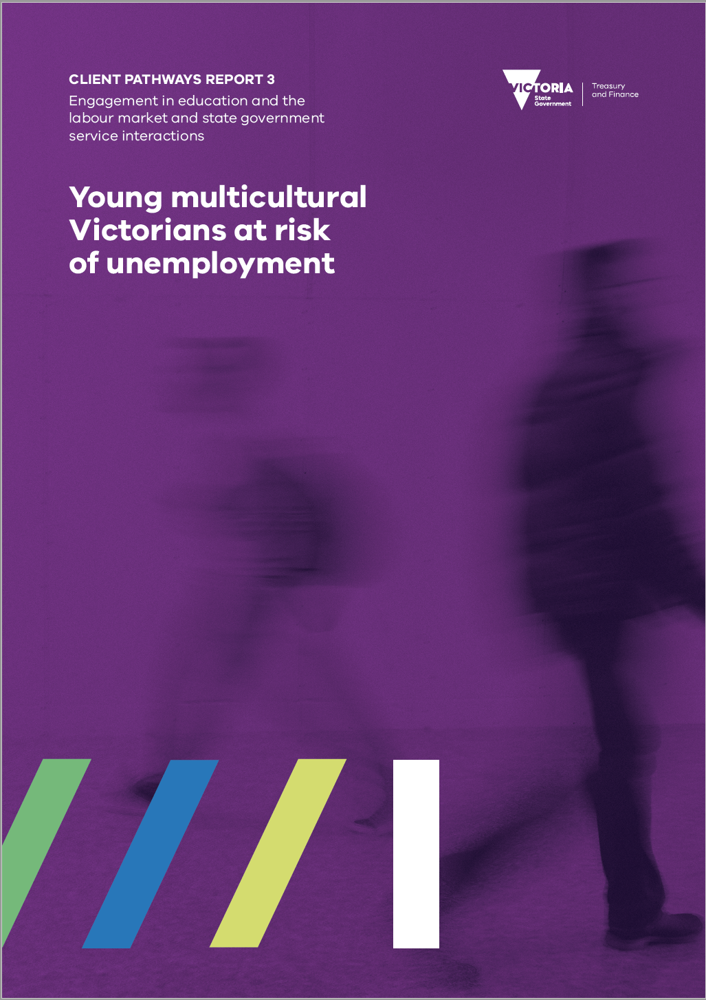 CLIENT PATHWAYS REPORT 3
Engagement in education and the
labour market and state government
service interactions
VICTORIA
State
Government
Treasury
and Finance
Young multicultural
Victorians at risk
of unemployment